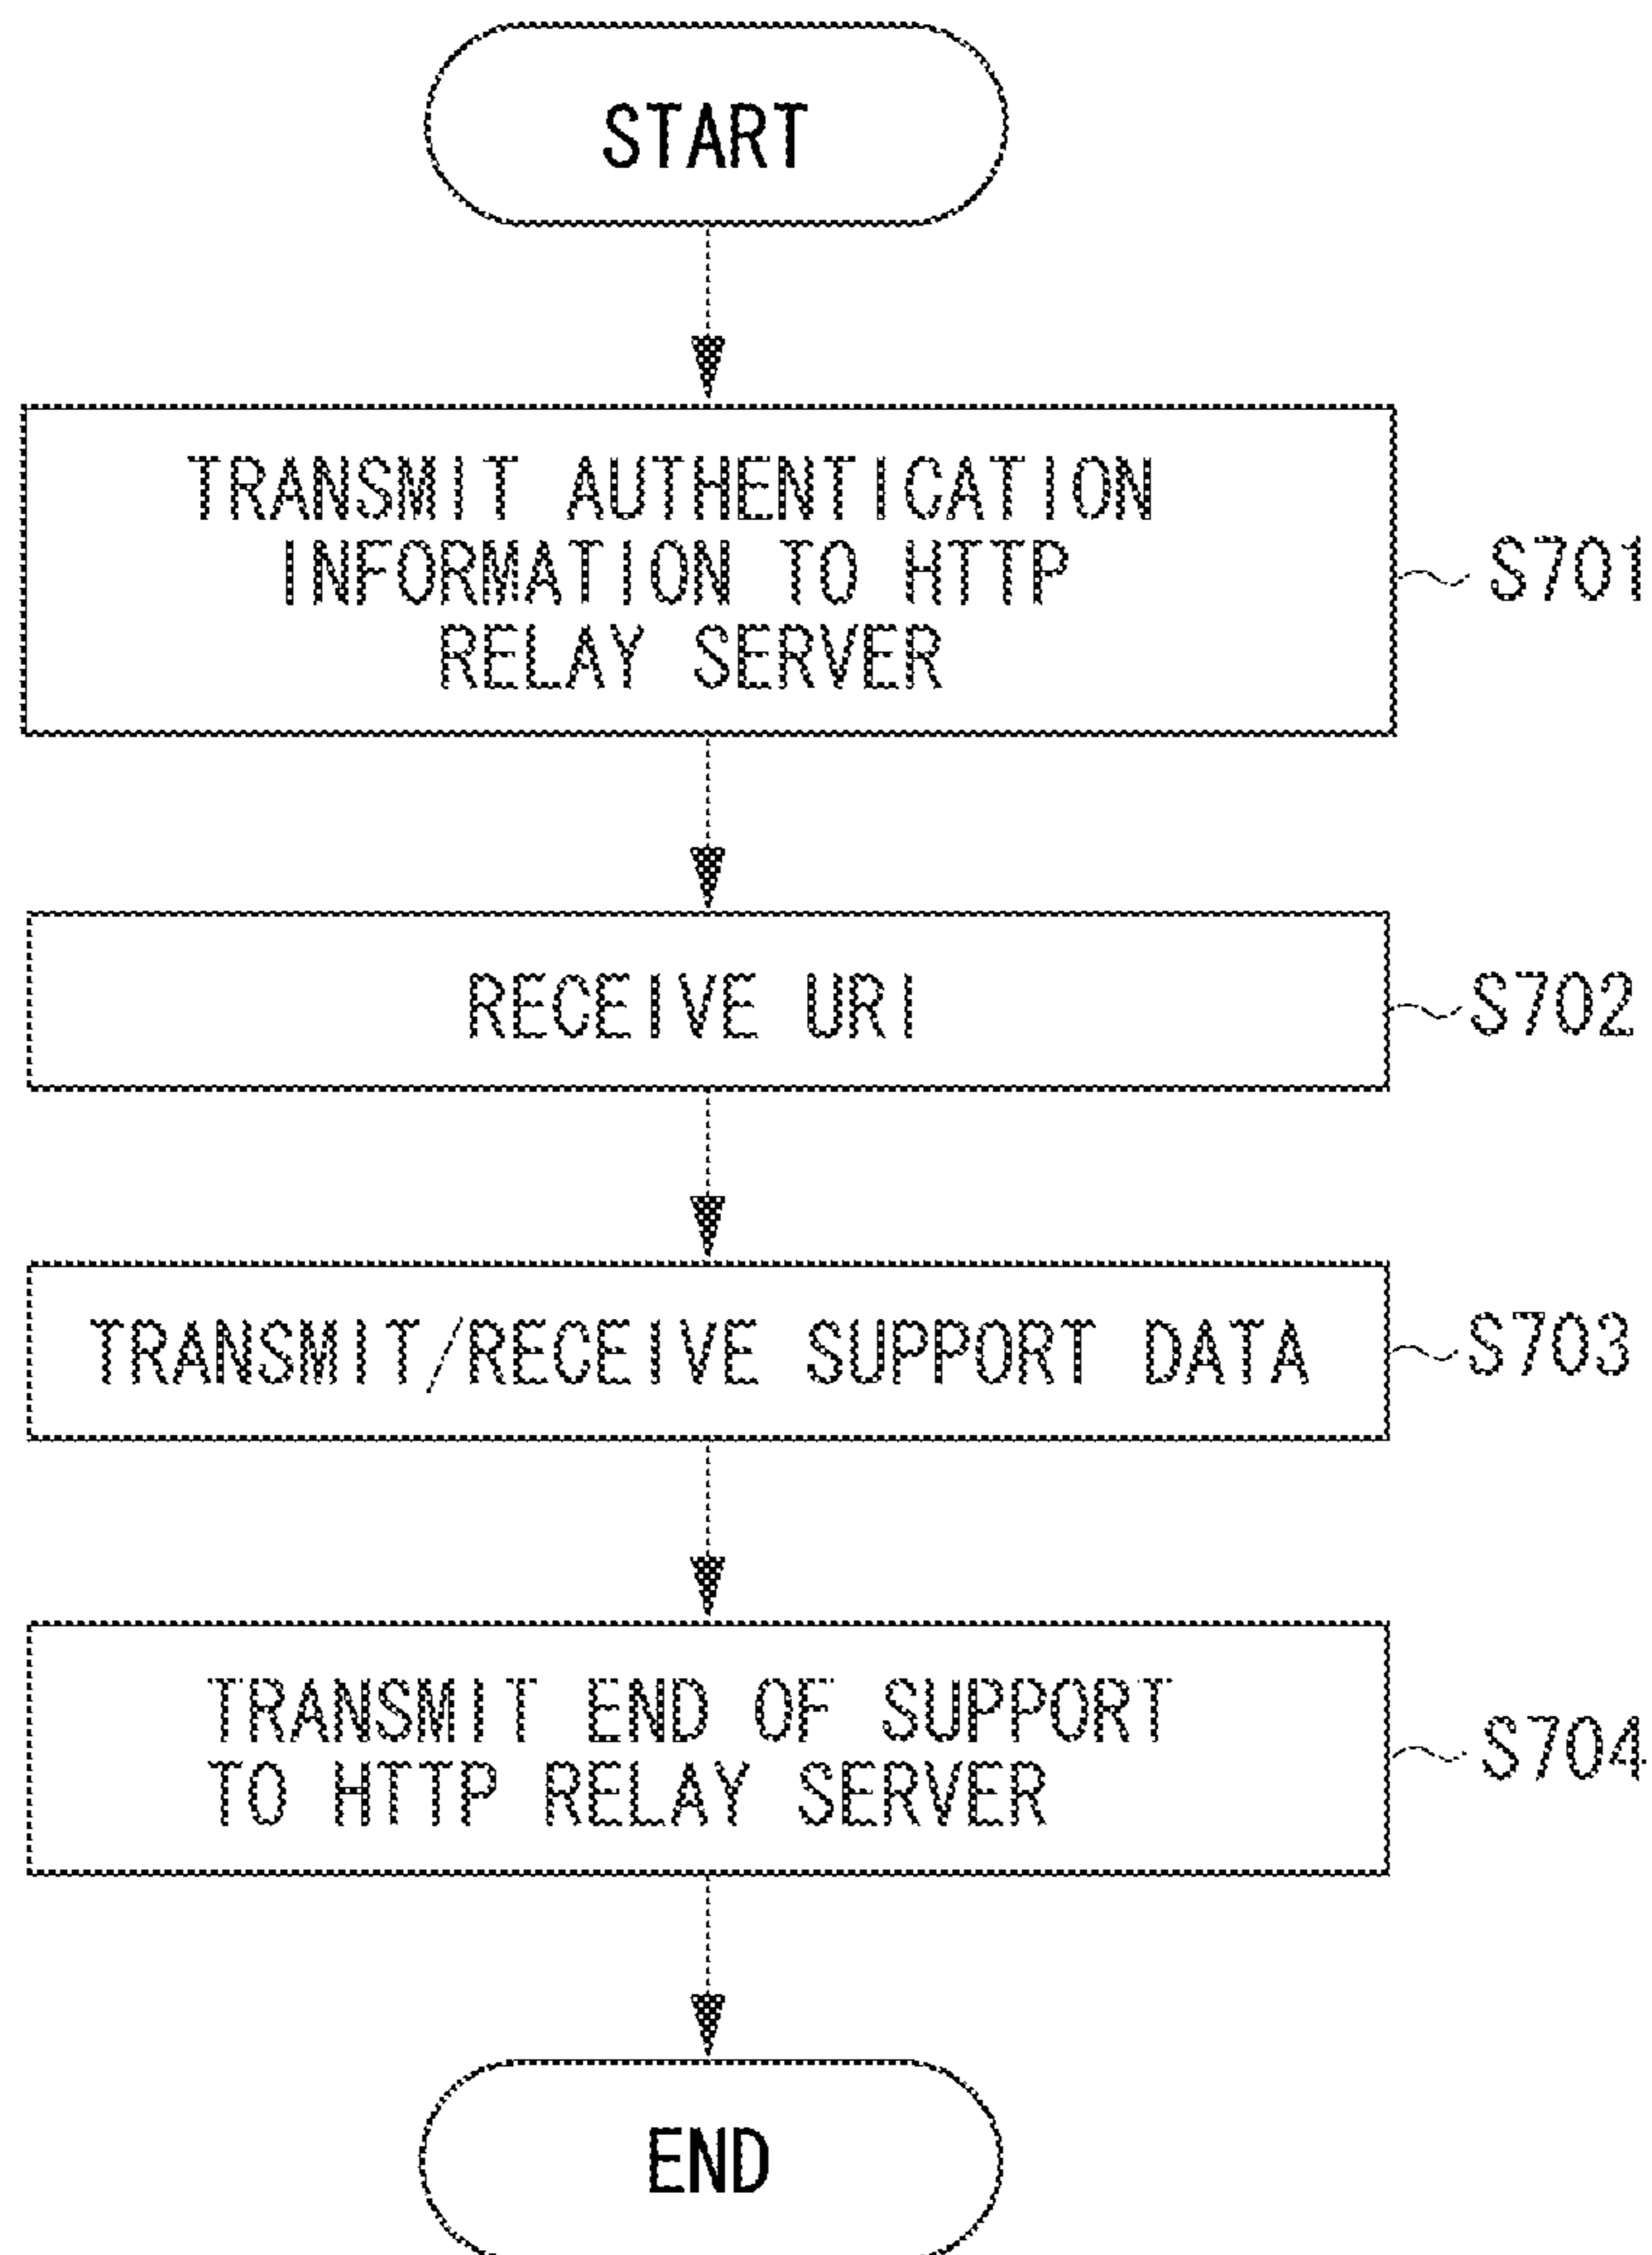 START
TRANSMIT AUTHENTICATION
INFORMATION TO HTTP
RELAY SERVER
S701
RECEIVE URI
S702
TRANSMIT/RECEIVE SUPPORT DATA
S703
TRANSMIT END OF SUPPORT
TO HTTP RELAY SERVER
S704
END